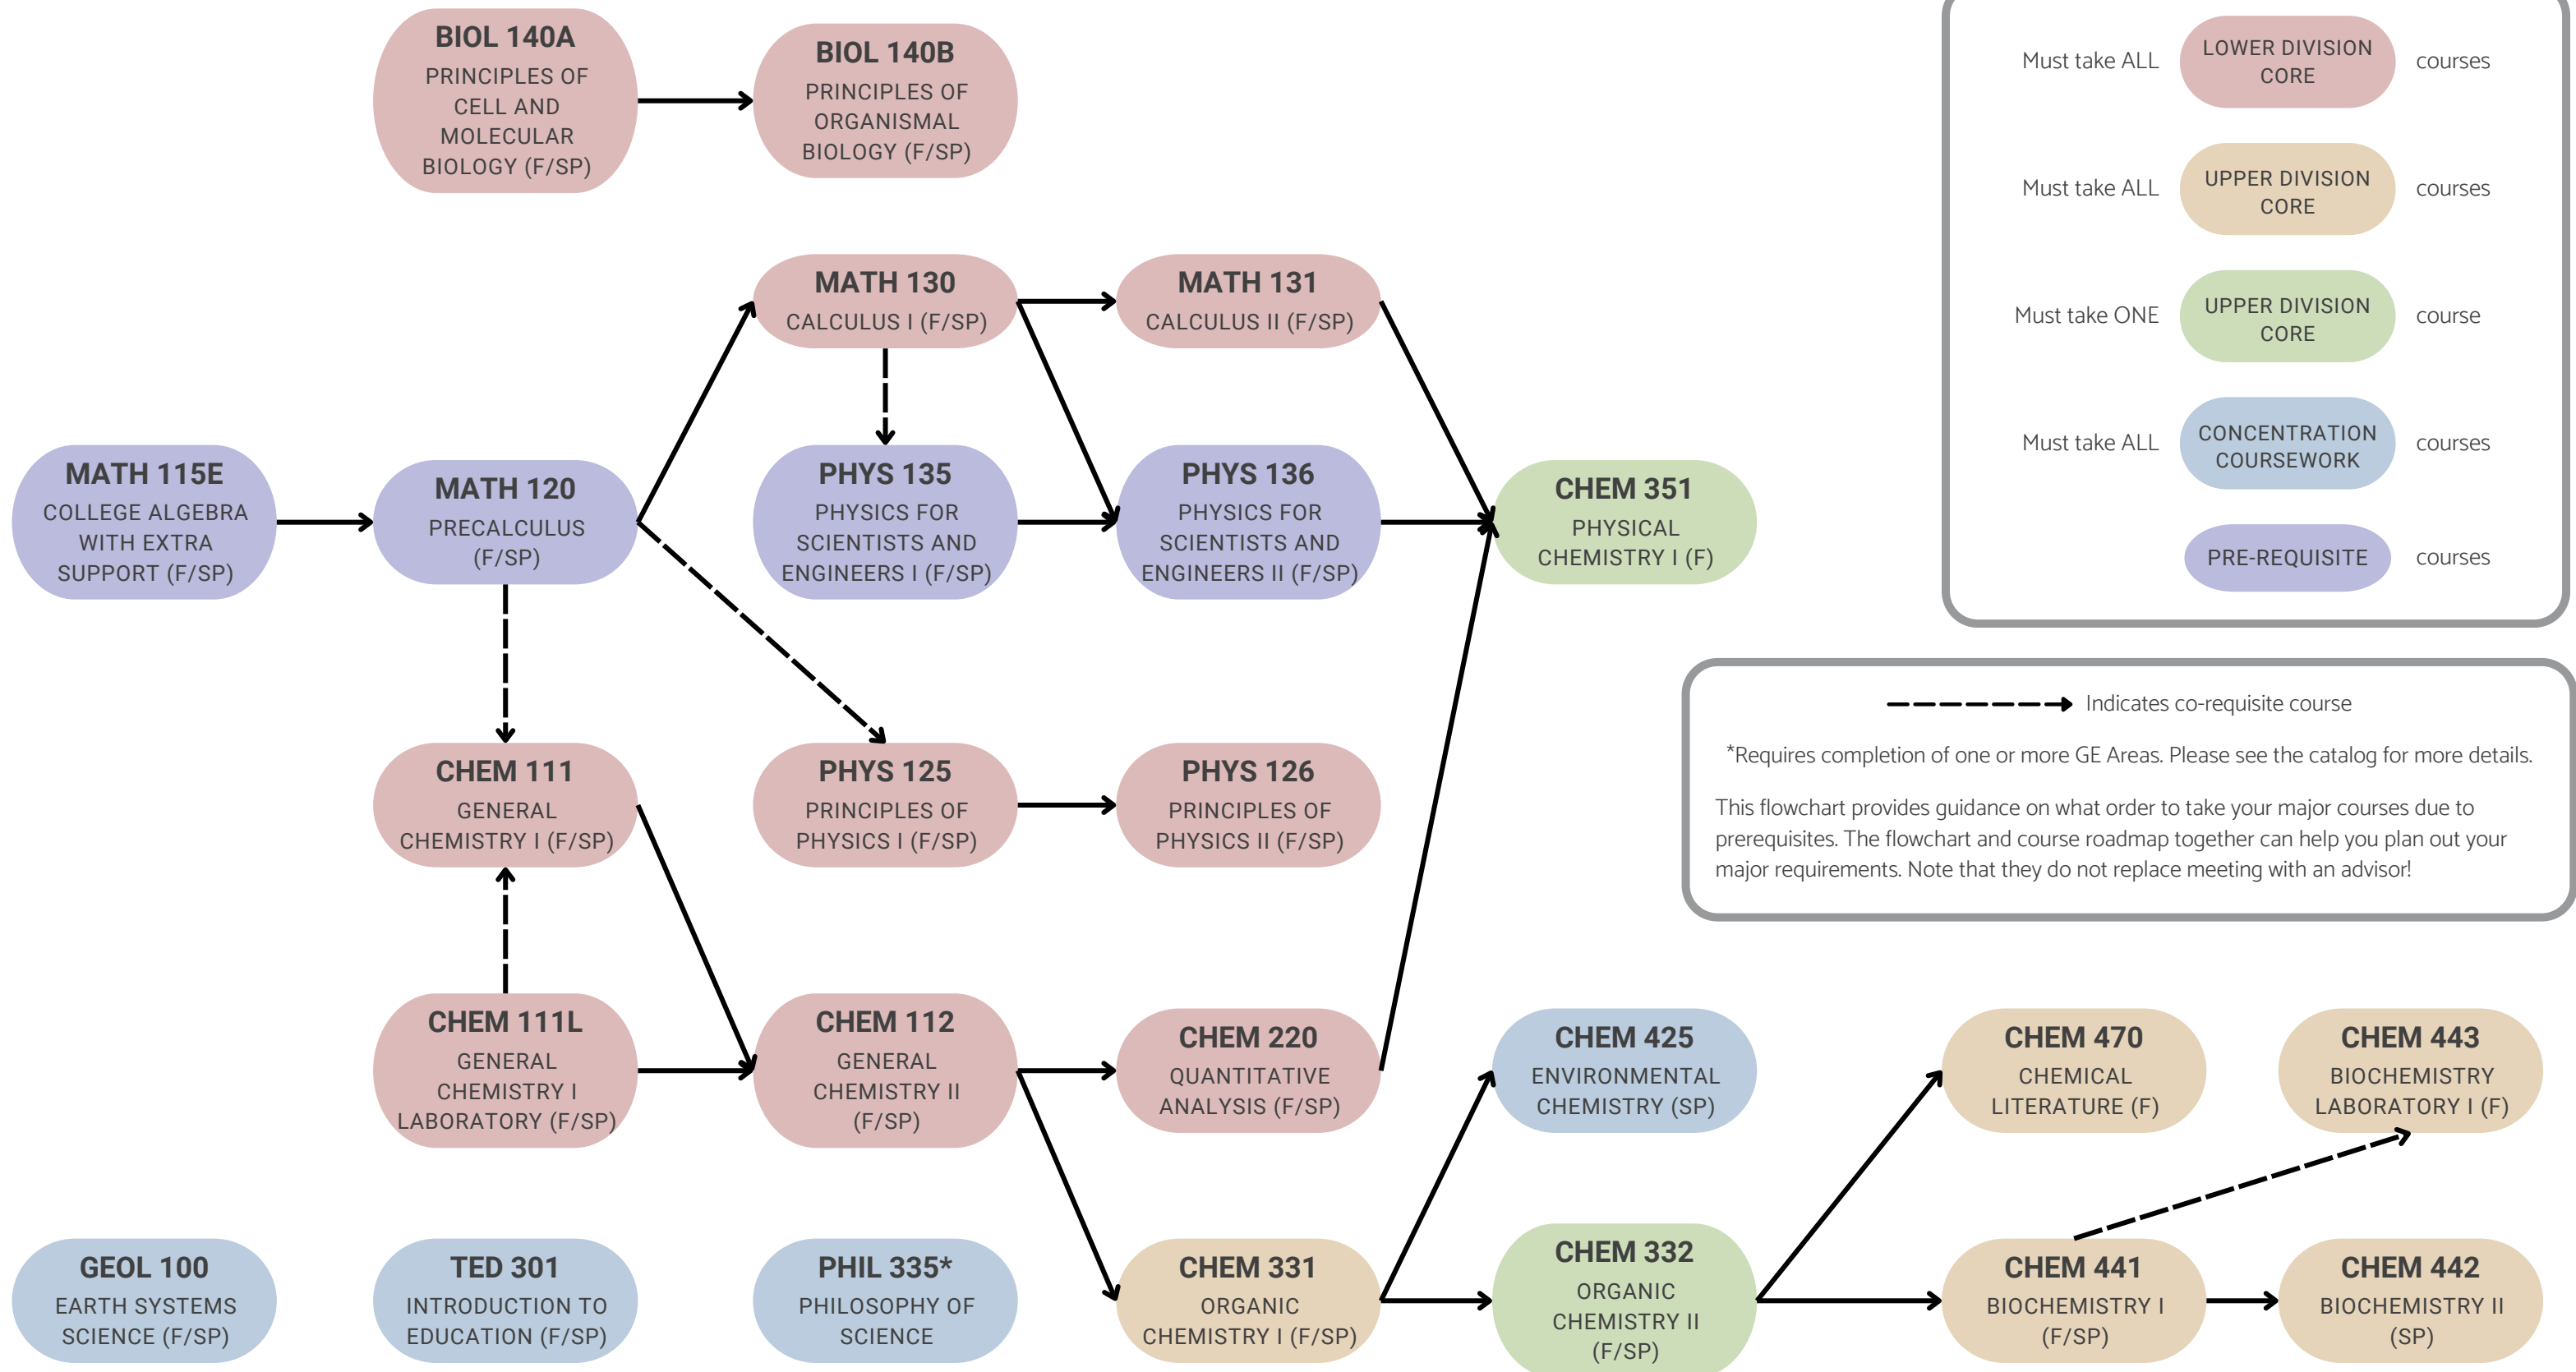 BIOL 140A
PRINCIPLES OF
CELL AND
MOLECULAR
BIOLOGY (F/SP)
BIOL 140B
PRINCIPLES OF
ORGANISMAL
BIOLOGY (F/SP)
Must take ALL
LOWER DIVISION
CORE
courses
Must take ALL
UPPER DIVISION
CORE
courses
Must take ONE
UPPER DIVISION
CORE
course
Must take ALL
CONCENTRATION
COURSEWORK
courses
PRE-REQUISITE
courses
MATH 130
CALCULUS I (F/SP)
MATH 131
CALCULUS II (F/SP)
MATH 115E
COLLEGE ALGEBRA
WITH EXTRA
SUPPORT (F/SP)
MATH 120
PRECALCULUS
(F/SP)
PHYS 135
PHYSICS FOR
SCIENTISTS AND
ENGINEERS I (F/SP)
PHYS 136
PHYSICS FOR
SCIENTISTS AND
ENGINEERS II (F/SP)
CHEM 351
PHYSICAL
CHEMISTRY I (F)
Indicates co-requisite course
*Requires completion of one or more GE Areas. Please see the catalog for more details.
This flowchart provides guidance on what order to take your major courses due to
prerequisites. The flowchart and course roadmap together can help you plan out your
major requirements. Note that they do not replace meeting with an advisor!
CHEM 111
GENERAL
CHEMISTRY I (F/SP)
PHYS 125
PRINCIPLES OF
PHYSICS I (F/SP)
PHYS 126
PRINCIPLES OF
PHYSICS II (F/SP)
CHEM 111L
GENERAL
CHEMISTRY I
LABORATORY (F/SP)
CHEM 112
GENERAL
CHEMISTRY II
(F/SP)
CHEM 220
QUANTITATIVE
ANALYSIS (F/SP)
CHEM 425
ENVIRONMENTAL
CHEMISTRY (SP)
CHEM 470
CHEMICAL
LITERATURE (F)
CHEM 443
BIOCHEMISTRY
LABORATORY I (F)
GEOL 100
EARTH SYSTEMS
SCIENCE (F/SP)
TED 301
INTRODUCTION TO
EDUCATION (F/SP)
PHIL 335*
PHILOSOPHY OF
SCIENCE
CHEM 331
ORGANIC
CHEMISTRY I (F/SP)
CHEM 332
ORGANIC
CHEMISTRY II
(F/SP)
CHEM 441
BIOCHEMISTRY I
(F/SP)
CHEM 442
BIOCHEMISTRY II
(SP)